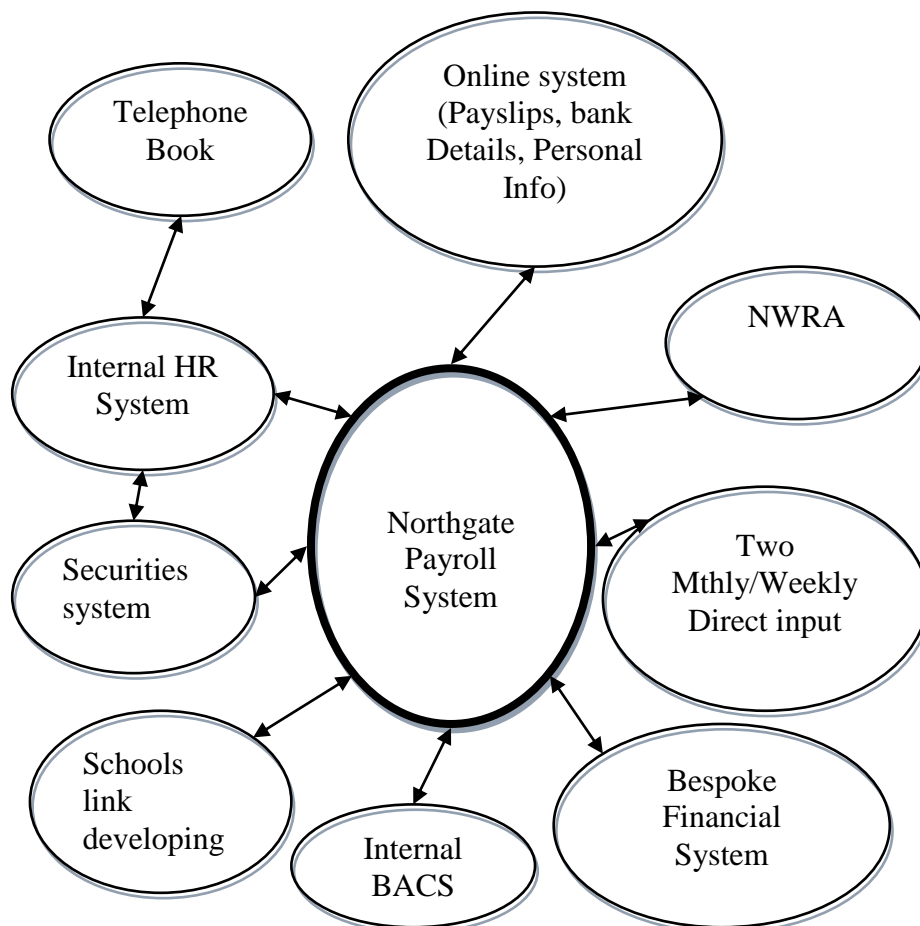 Telephone
Book
Online system
(Payslips, bank
Details, Personal
Info)
NWRA
Internal HR
System
Northgate
Payroll
System
Two
Mthly/Weekly
Direct input
Securities
system
Schools
link
developing
Internal
BACS
Bespoke
Financial
System